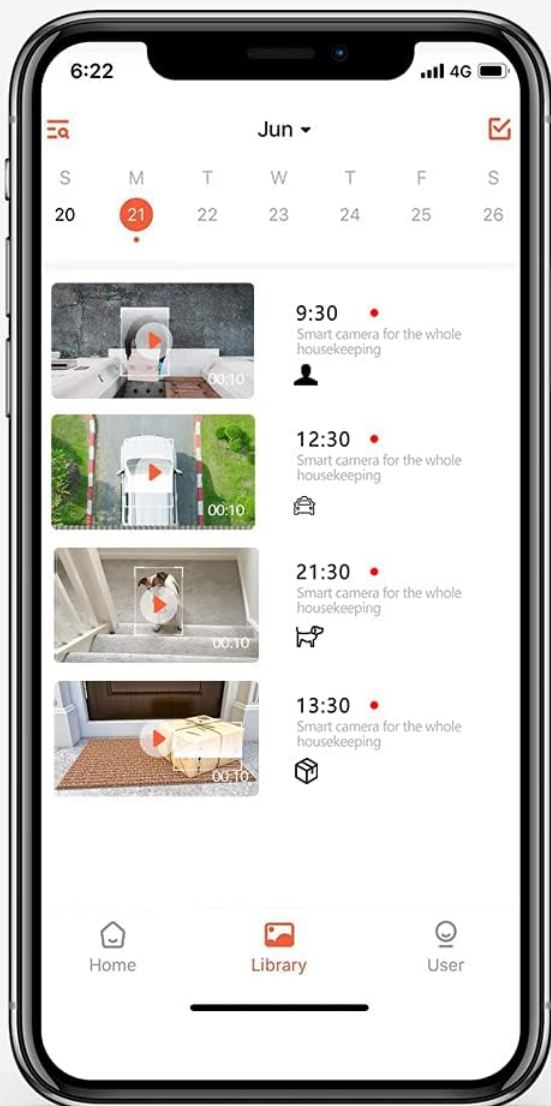 6:22
4G
Jun
S M T W T F S
20 21 22 23 24 25 26
9:30
Smart camera for the whole
housekeeping
00:10
12:30
Smart camera for the whole
housekeeping
00:10
21:30
Smart camera for the whole
housekeeping
00:10
13:30
Smart camera for the whole
housekeeping
00:10
Home Library User